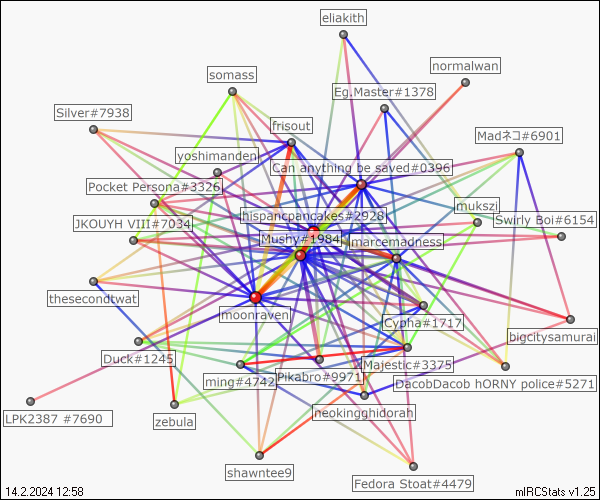 eliakith
normalwan
somass
Eg.Master#1378
Silver#7938
frisout
Madネコ#6901
yoshimanden
Can anything be saved#0396
Pocket Persona#3326
mukszi
hispancpancakes#2928
Swirly Boi#6154
JKOUYH VIII#7034
Mushy#1984
marcemadness
thesecondtwat
moonraven
Cypha#1717
bigcitysamurai
Duck#1245
Majestic#3375
ming#4742
Pikabro#9971
DacobDacob hORNY police#5271
LPK2387 #7690
zebula
neokingghidorah
shawntee9
Fedora Stoat#4479
14.2.2024 12:58
mIRCStats v1.25